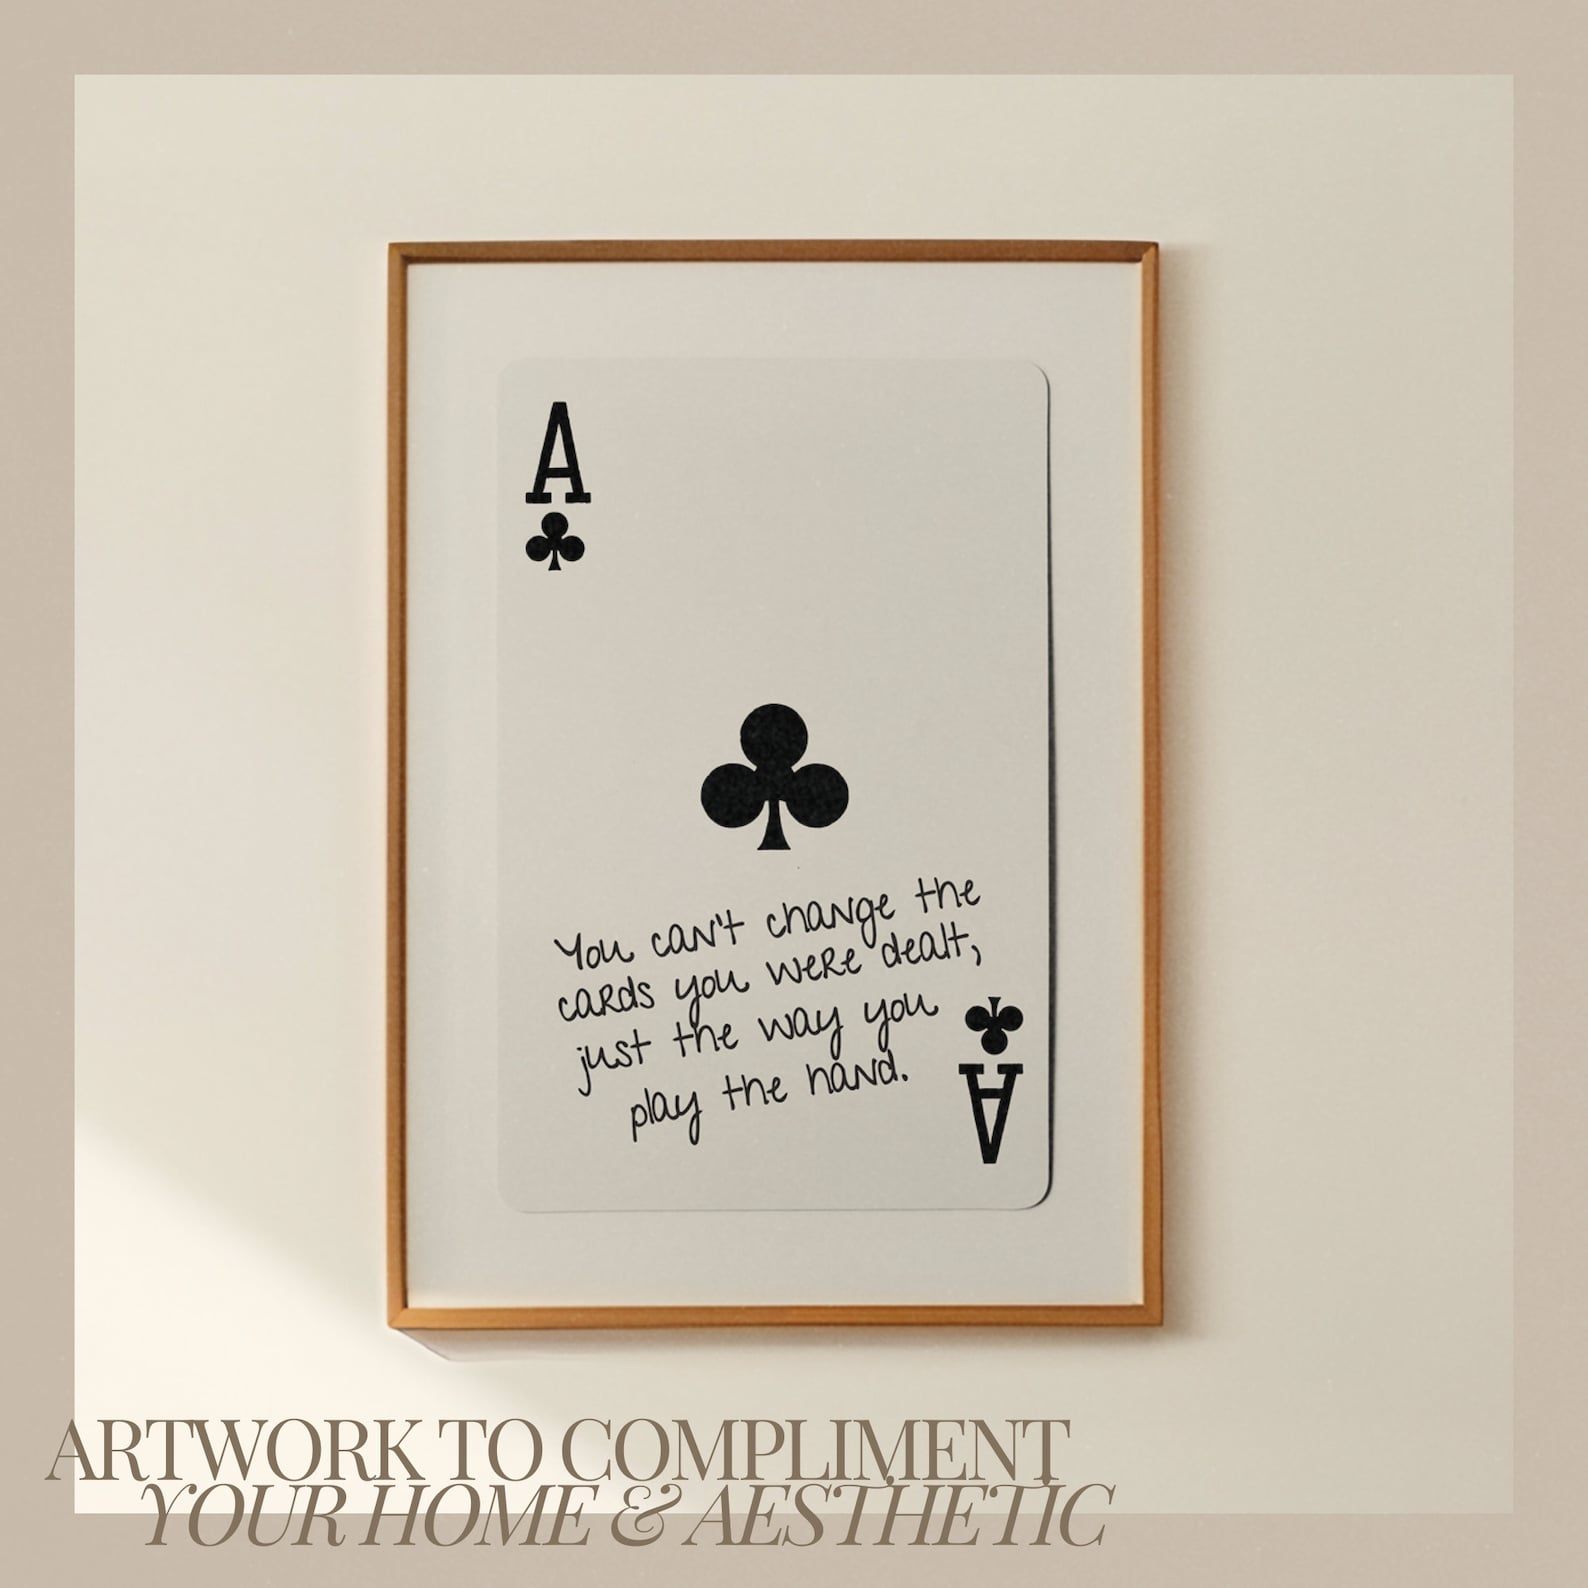 A
You can't change the
cards you were dealt,
just the way you
play the hand.
A
ARTWORK TO COMPLIMENT
YOUR HOME & AESTHETIC